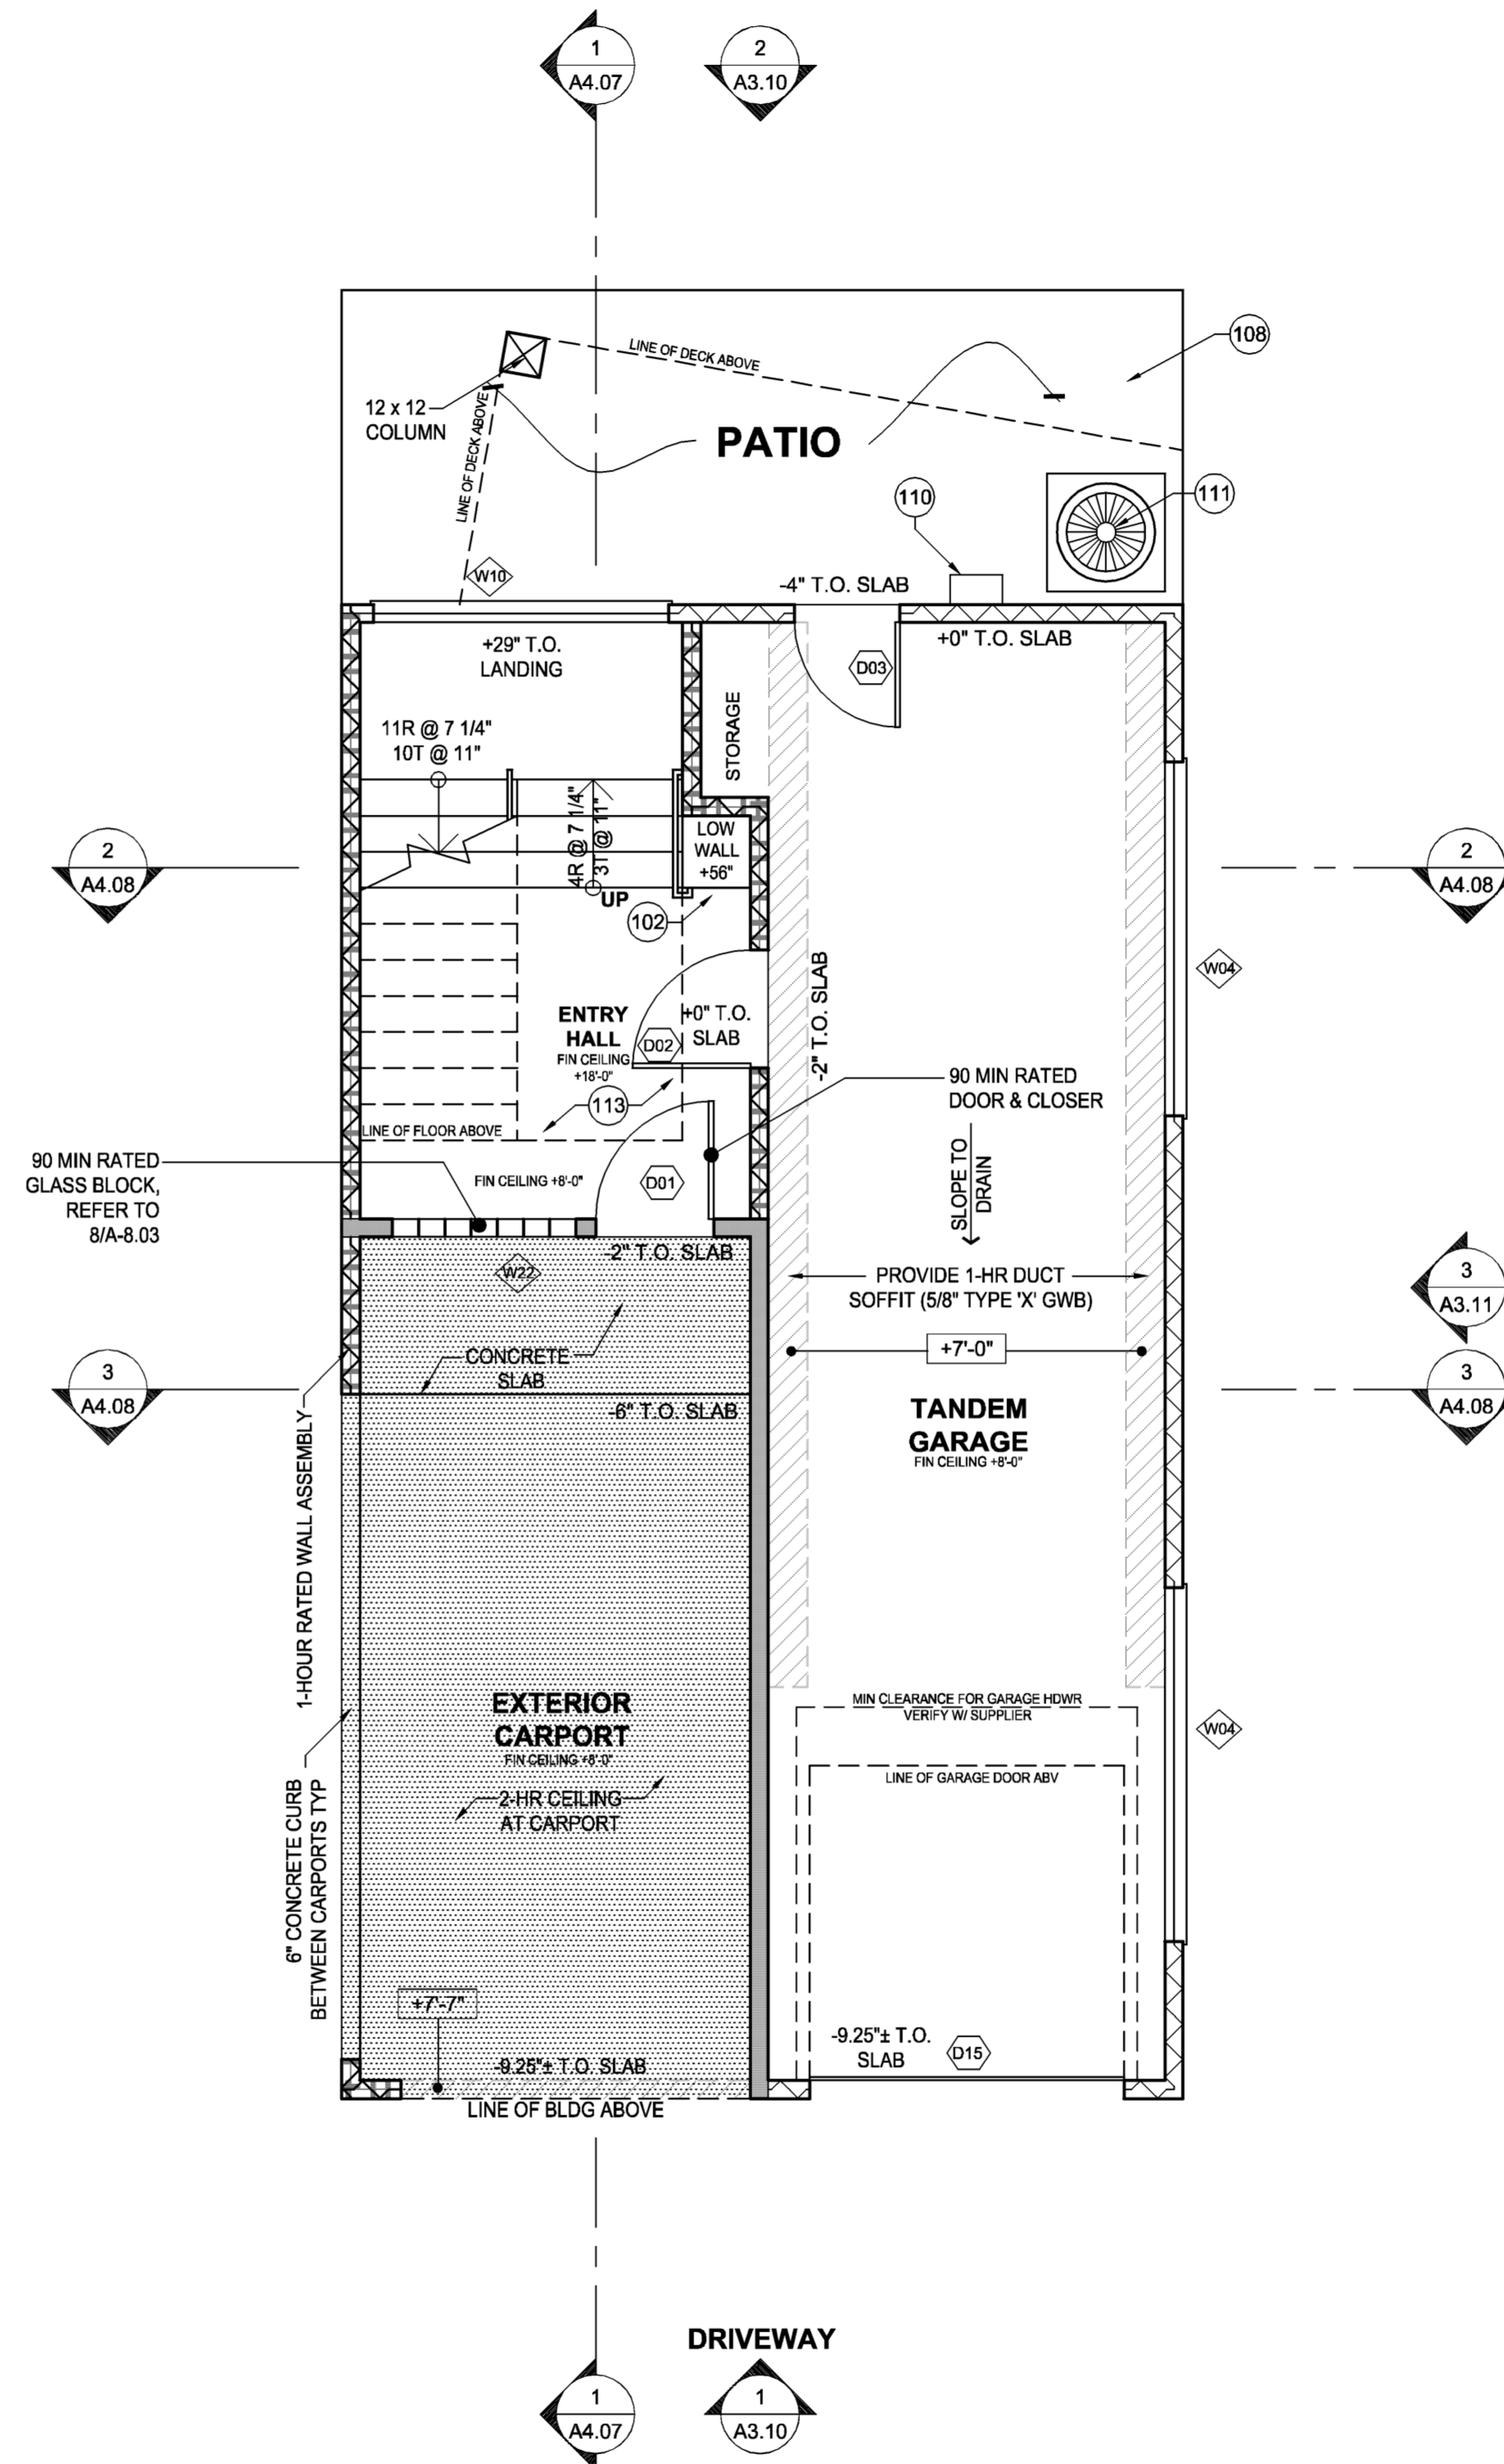 1
A4.07
2
A3.10
108
LINE OF DECK ABOVE
12 x 12
COLUMN
LINE OF DECK ABOVE
PATIO
110
111
W10
-4" T.O. SLAB
+29" T.O.
LANDING
+0" T.O. SLAB
D03
STORAGE
11R @ 7 1/4"
10T @ 11"
4R @ 7 1/4"
3T @ 11"
LOW
WALL
+56"
2
A4.08
2
A4.08
UP
102
W04
-2" T.O. SLAB
ENTRY
HALL
FIN CEILING
+18'-0"
+0" T.O.
SLAB
D02
90 MIN RATED
DOOR & CLOSER
113
LINE OF FLOOR ABOVE
90 MIN RATED
GLASS BLOCK,
REFER TO
8/A-8.03
FIN CEILING +8'-0"
D01
SLOPE TO
DRAIN
-2" T.O. SLAB
W22
PROVIDE 1-HR DUCT
SOFFIT (5/8" TYPE 'X' GWB)
3
A3.11
+7'-0"
CONCRETE
SLAB
3
A4.08
3
A4.08
-6" T.O. SLAB
TANDEM
GARAGE
FIN CEILING +8'-0"
1-HOUR RATED WALL ASSEMBLY
EXTERIOR
CARPORT
FIN CEILING +8'-0"
MIN CLEARANCE FOR GARAGE HDWR
VERIFY W/ SUPPLIER
W04
LINE OF GARAGE DOOR ABV
2-HR CEILING
AT CARPORT
6" CONCRETE CURB
BETWEEN CARPORTS TYP
+7'-7"
-9.25"± T.O.
SLAB
D15
-9.25"± T.O. SLAB
LINE OF BLDG ABOVE
DRIVEWAY
1
A4.07
1
A3.10